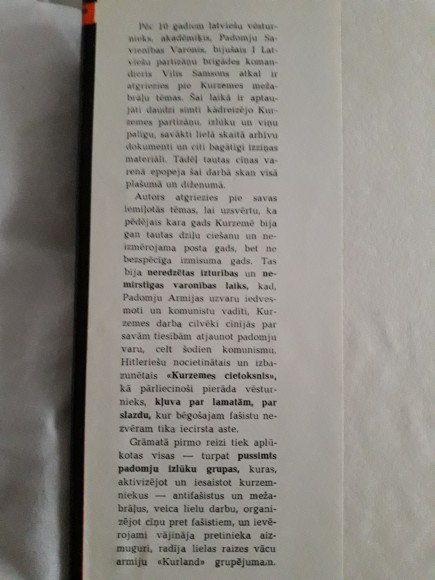 Pēc 10 gadiem latviešu vēstur-
nieks, akadēmiķis, Padomju Sa-
vienības Varonis, bijušais I Lat-
viešu partizānu brigādes koman-
dieris Vilis Samsons atkal ir
atgriezies pie Kurzemes meža-
brāļu tēmas. Šai laikā ir aptau-
jāti daudzi simti kādreizējo Kur-
zemes partizānu, izlūku un viņu
palīgu, savākti lielā skaitā arhīvu
dokumenti un citi bagātīgi izziņas
materiāli. Tādēļ tautas cīņas va-
renā epopeja šai darbā skan visā
plašumā un diženumā.
Autors atgriezies pie savas
iemīļotās tēmas, lai uzsvērtu, ka
pēdējais kara gads Kurzemē bija
gan tautas dziļu ciešanu un ne-
izmērojama posta gads, bet ne
bezspēcīga izmisuma gads. Tas
bija neredzētas izturības un ne-
mirstīgas varonības laiks, kad,
Padomju Armijas uzvaru iedves-
moti un komunistu vadīti, Kur-
zemes darba cilvēki cīnījās par
savām tiesībām atjaunot padomju
varu, celt šodien komunismu.
Hitleriešu nocietinātais un izba-
zunētais «Kurzemes cietoksnis»,
kā pārliecinoši pierāda vēstur-
nieks, kļuva par lamatām, par
slazdu, kur bēgošajam fašistu ne-
zvēram tika iecirsta aste.
Grāmatā pirmo reizi tiek aplū-
kotas visas — turpat pussimts
padomju izlūku grupas, kuras,
aktivizējot un iesaistot kurzem-
niekus — antifašistus un meža-
brāļus, veica lielu darbu, organi-
zējot cīņu pret fašistiem, un ievē-
rojami vājināja pretinieka aiz-
muguri, radīja lielas raizes vācu
armiju «Kurland» grupējumam.